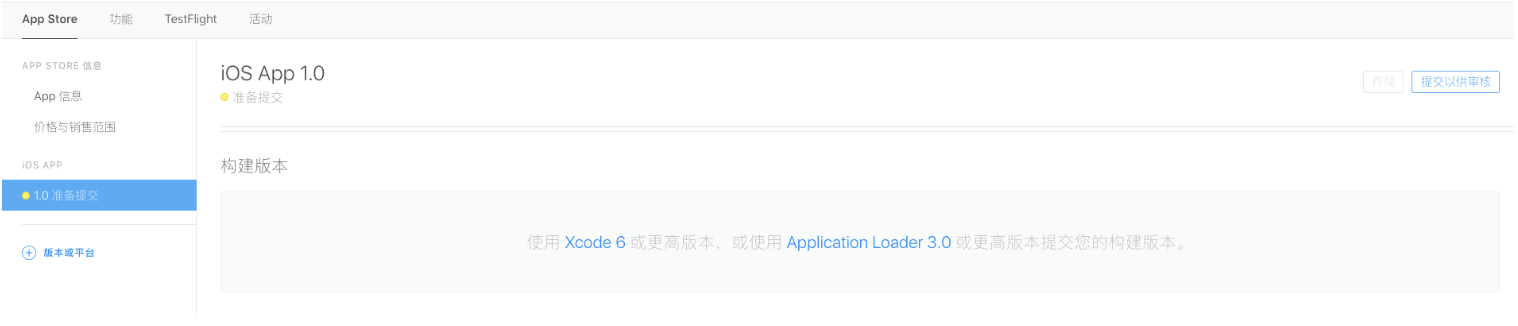 App Store 功能 TestFlight 活动
APP STORE 信息
App 信息
价格与销售范围
iOS APP
1.0 准备提交
版本或平台
iOS App 1.0
准备提交
存储 提交以供审核
构建版本
使用 Xcode 6 或更高版本，或使用 Application Loader 3.0 或更高版本提交您的构建版本。